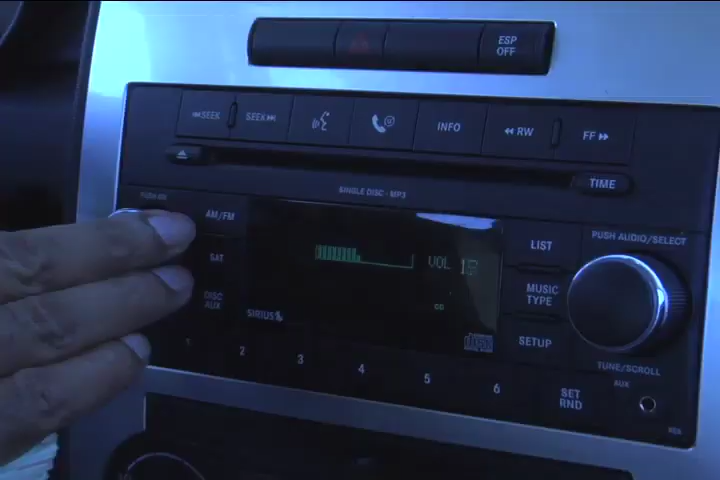 ESP
OFF
SEEK
SEEK
INFO
RW
FF
TIME
SINGLE DISC - MP3
PUSH AUDIO/SELECT
AM/FM
LIST
SAT
VOL
MUSIC
TYPE
DISC
AUX
SIRIUS
disc
SETUP
1 2 3 4 5 6
TUNE/SCROLL
SET
RND
AUX